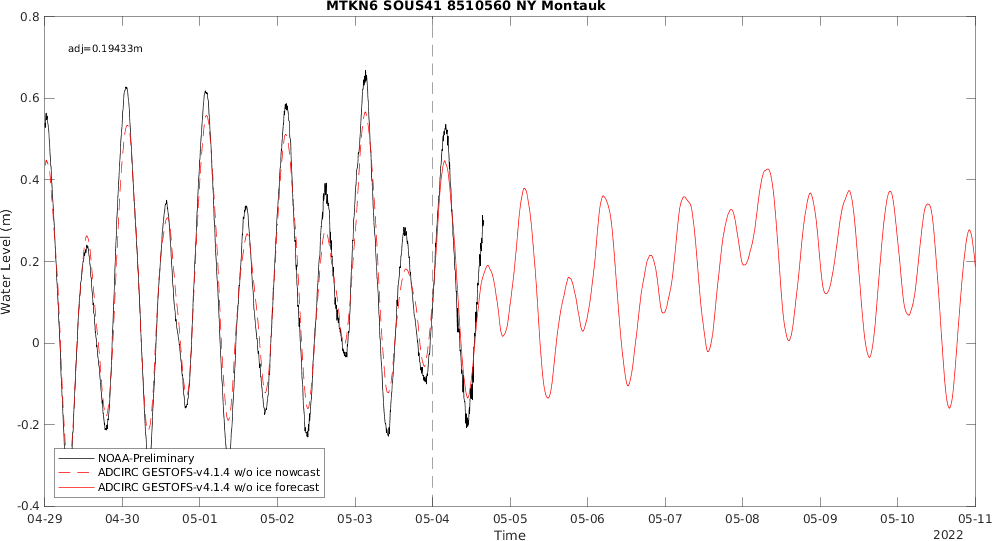 MTKN6 SOUS41 8510560 NY Montauk
0.8
adj=0.19433m
0.6
0.4
0.2
0
-0.2
-0.4
Water Level (m)
NOAA-Preliminary
ADCIRC GESTOFS-v4.1.4 w/o ice nowcast
ADCIRC GESTOFS-v4.1.4 w/o ice forecast
04-29 04-30 05-01 05-02 05-03 05-04 05-05 05-06 05-07 05-08 05-09 05-10 05-11
Time
2022